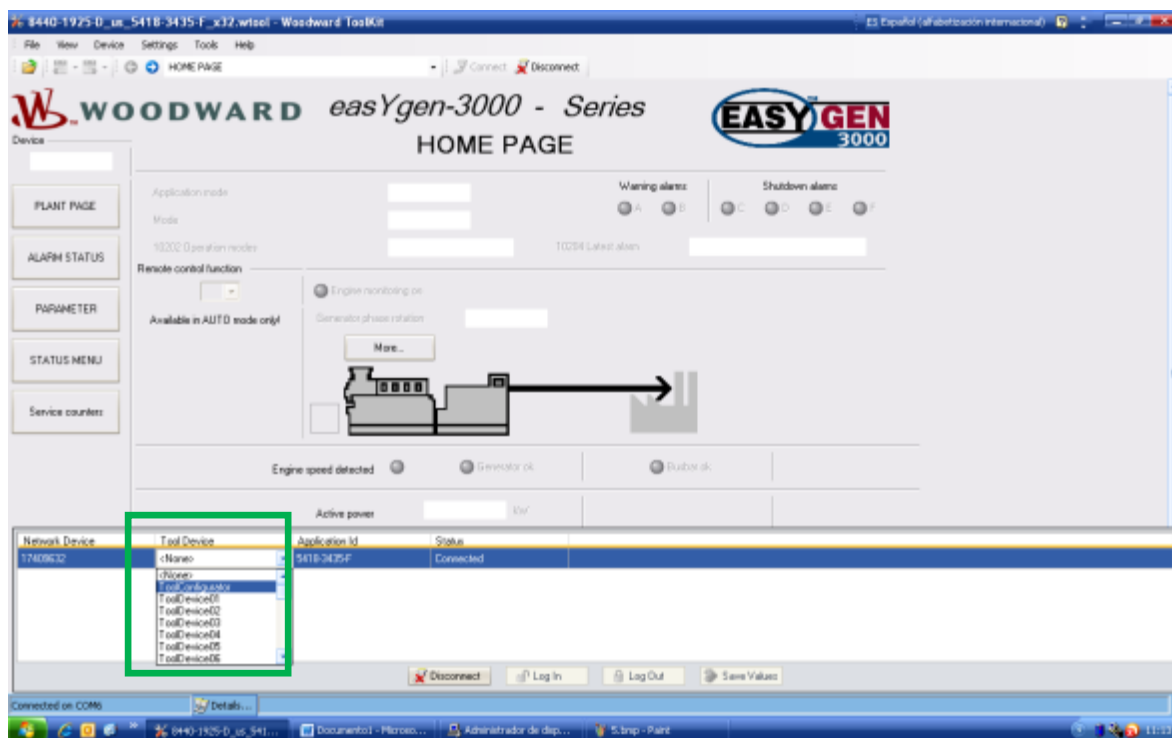 8440-1925-D_us_5418-3435-F_x32.wtool - Woodward ToolKit
ES Español (alfabetización internacional)
File View Device Settings Tools Help
HOME PAGE Connect Disconnect
WOODWARD easYgen-3000 - Series
EASY GEN 3000
HOME PAGE
Device
PLANT PAGE
ALARM STATUS
PARAMETER
STATUS MENU
Service counters
Application mode
Mode
10202 Operation modes
Warning alarms
A B
Shutdown alarms
C D E F
10294 Latest alarm
Remote control function
Available in AUTO mode only!
Engine monitoring on
Generator phase rotation
More...
Engine speed detected Generator ok Busbar ok
Active power kW
Network Device Tool Device Application Id Status
17409632 <None> 5418-3435-F Connected
<None>
ToolConfigurator
ToolDevice01
ToolDevice02
ToolDevice03
ToolDevice04
ToolDevice05
ToolDevice06
Disconnect Log In Log Out Save Values
Connected on COM6 Details...
8440-1925-D_us_541... Documento1 - Microso... Administrador de disp... 5.bmp - Paint